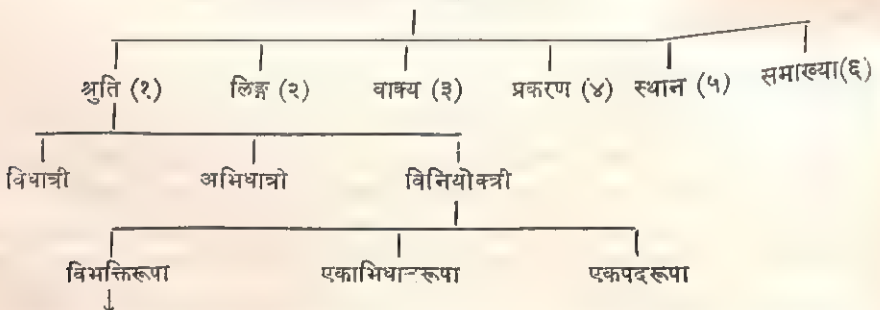 श्रुति (१) लिङ्ग (२) वाक्य (३) प्रकरण (४) स्थान (५) समाख्या(६)
विधात्री अभिधात्रो विनियोक्त्री
विभक्तिरूपा एकाभिधानरूपा एकपदरूपा